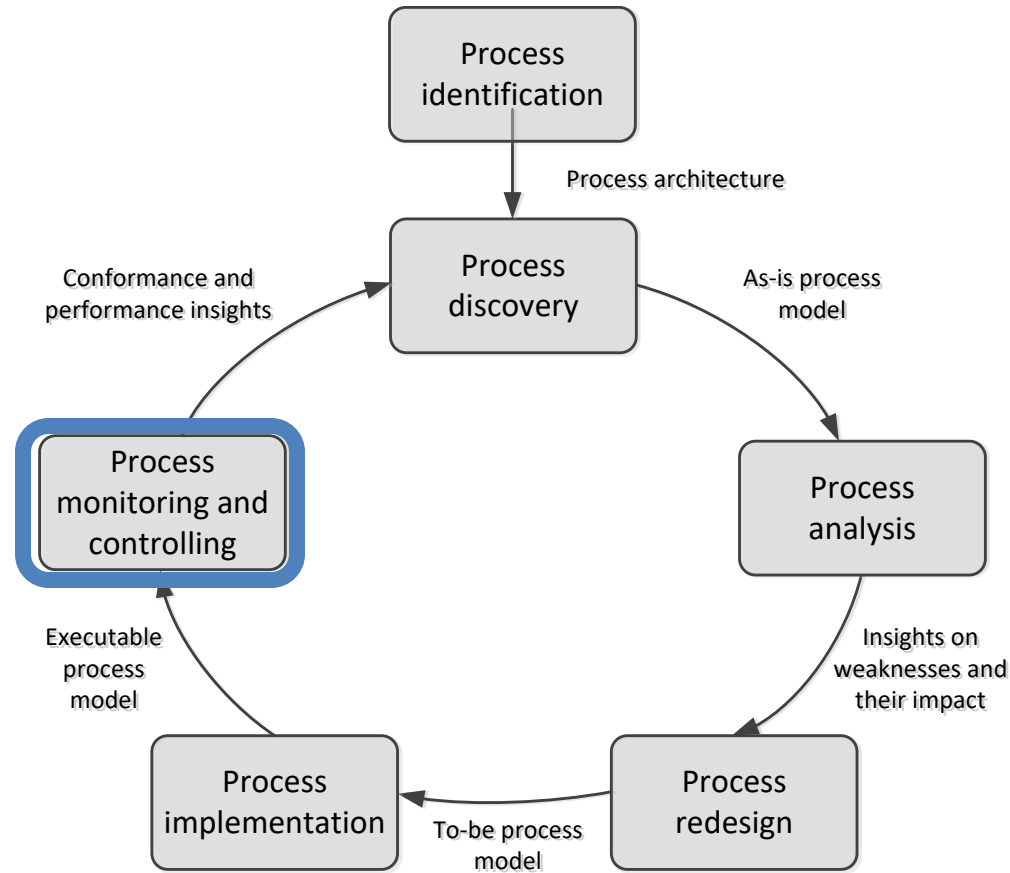 Process
identification
Process architecture
Process
discovery
Conformance and
performance insights
As-is process
model
Process
monitoring and
controlling
Process
analysis
Executable
process
model
Insights on
weaknesses and
their impact
Process
implementation
To-be process
model
Process
redesign